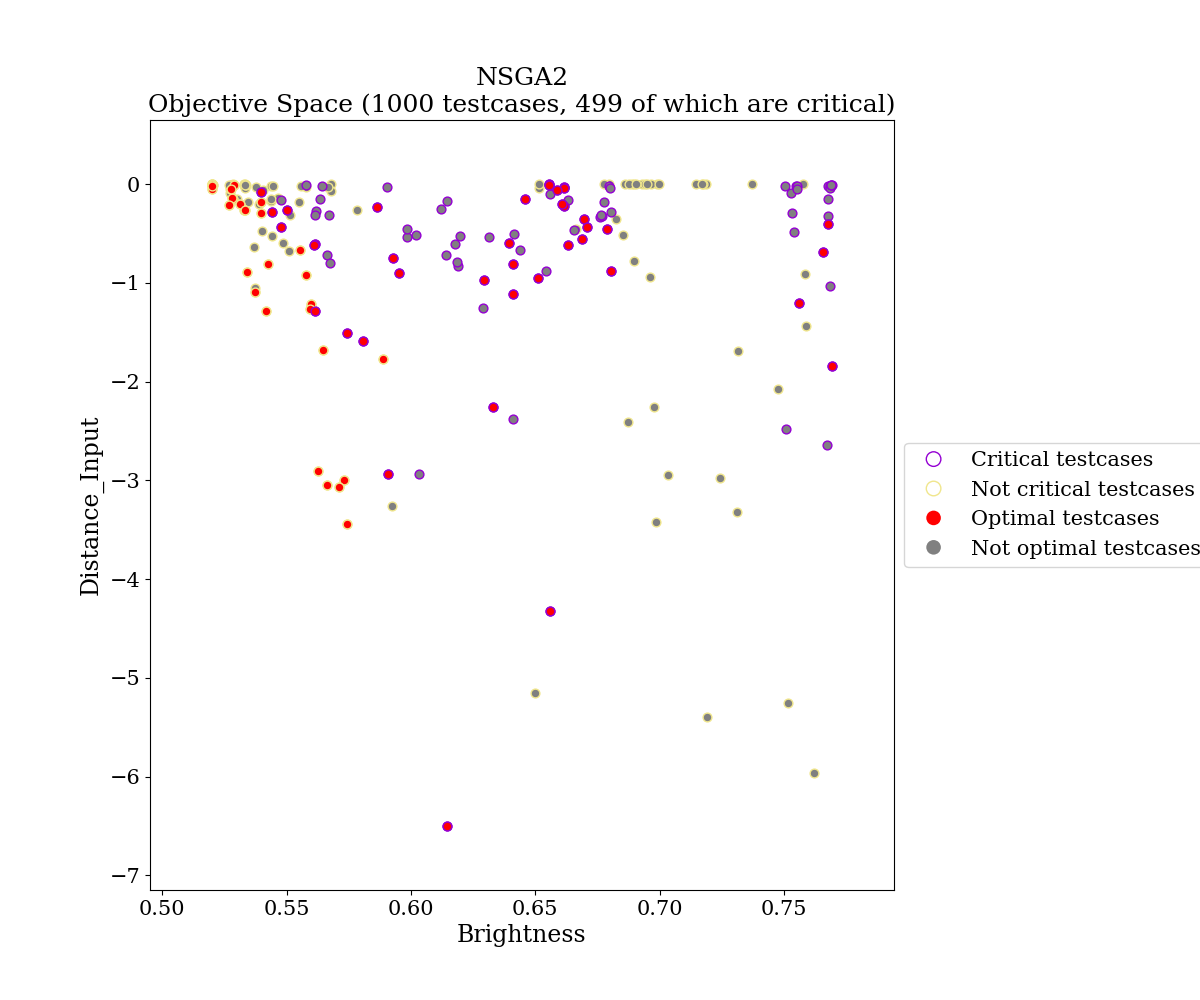 NSGA2
Objective Space (1000 testcases, 499 of which are critical)
0
−1
−2
−3
−4
−5
−6
−7
Distance_Input
0.50 0.55 0.60 0.65 0.70 0.75
Brightness
Critical testcases
Not critical testcases
Optimal testcases
Not optimal testcases